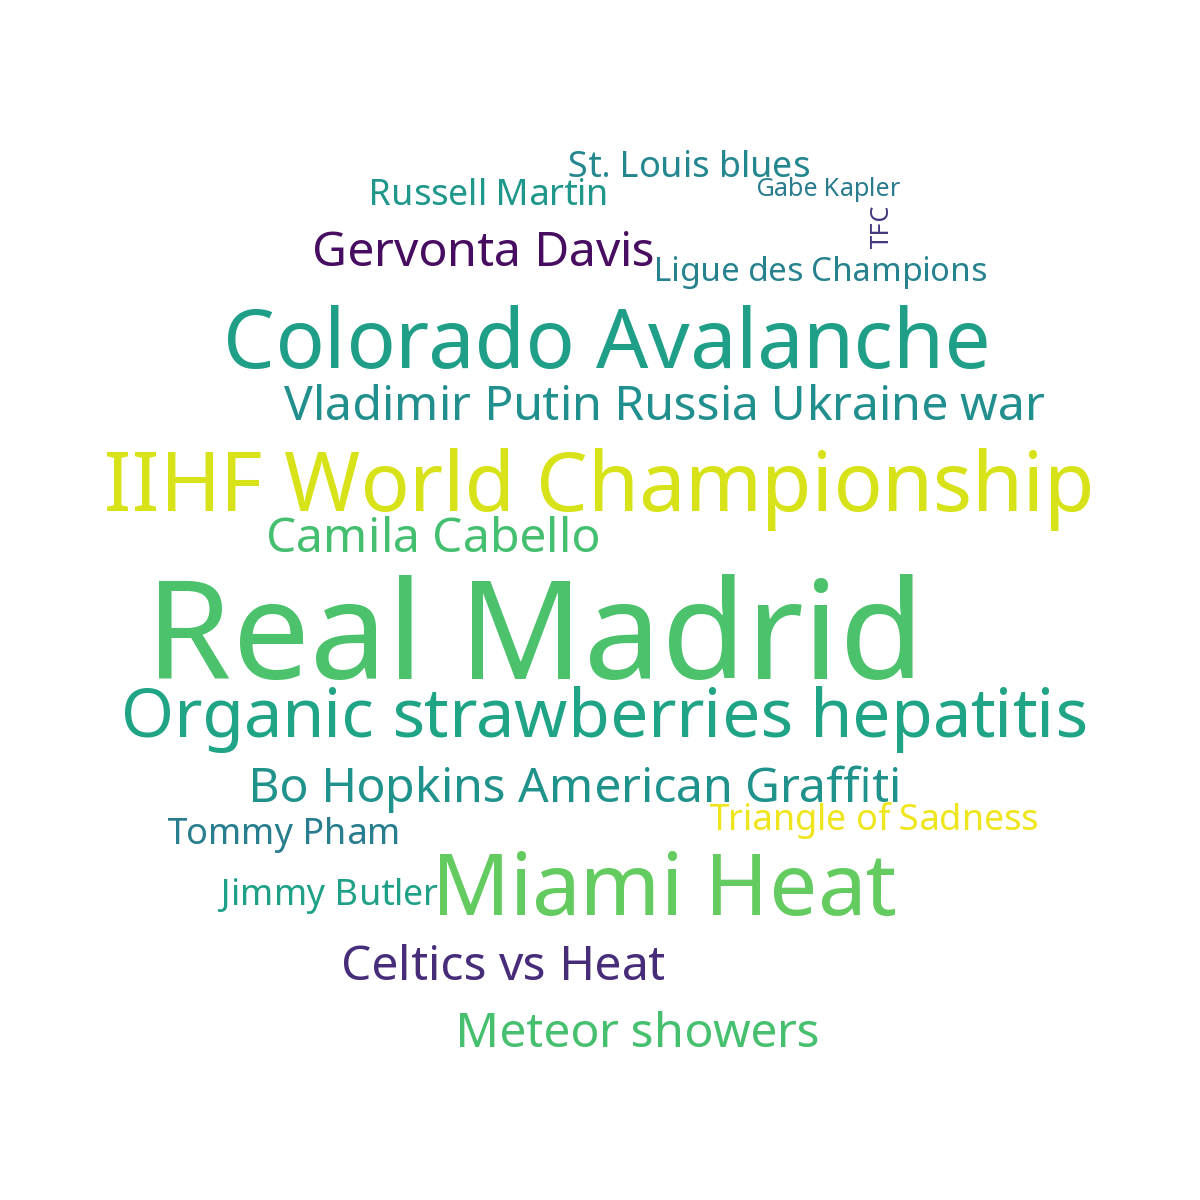 St. Louis blues
Russell Martin
Gabe Kapler
TFC
Gervonta Davis
Ligue des Champions
Colorado Avalanche
Vladimir Putin Russia Ukraine war
IIHF World Championship
Camila Cabello
Real Madrid
Organic strawberries hepatitis
Bo Hopkins American Graffiti
Triangle of Sadness
Tommy Pham
Miami Heat
Jimmy Butler
Celtics vs Heat
Meteor showers